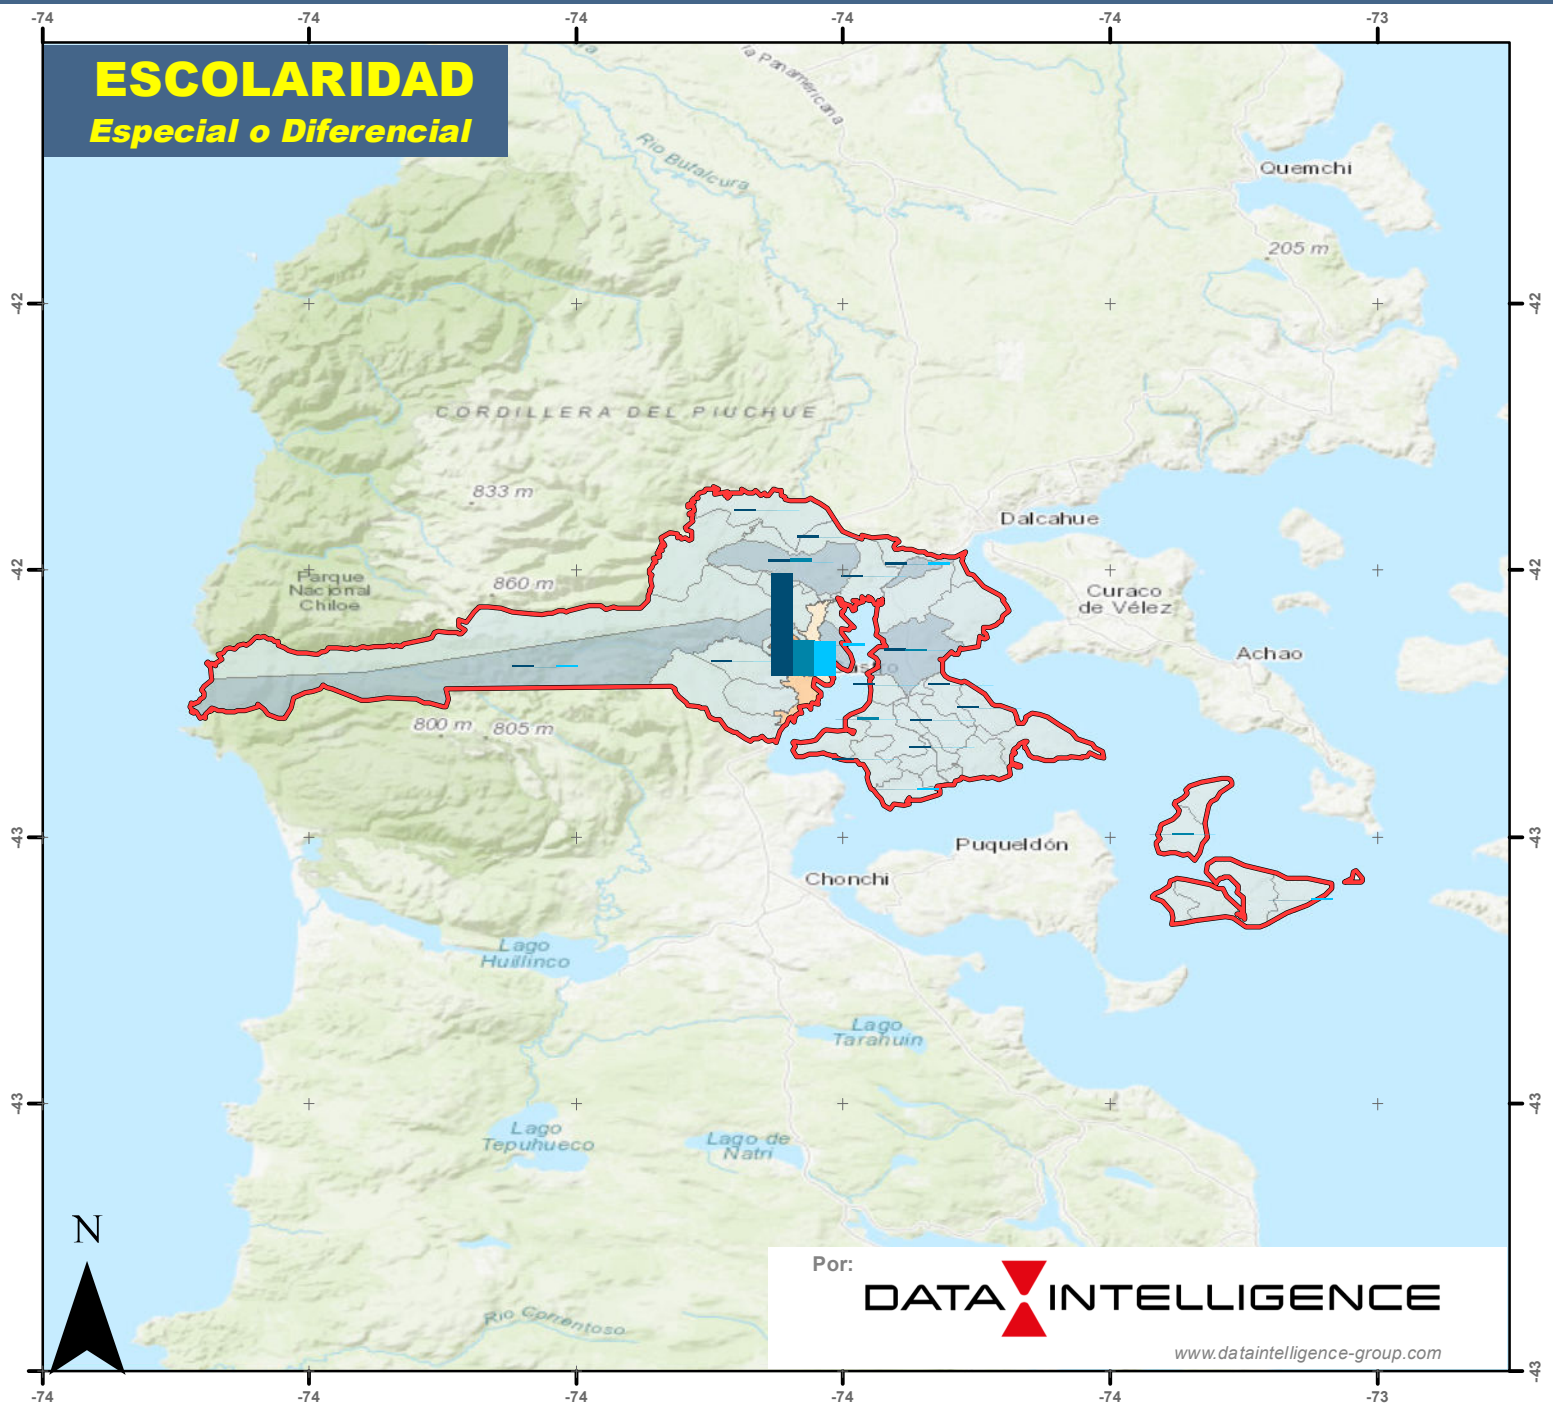 -74
-74
-74
-74
-74
-73
ESCOLARIDAD
Especial o Diferencial
la Panamericana
Rio Butalcura
Quemchi
205 m
-42
-42
CORDILLERA DEL PIUCHUE
833 m
Dalcahue
-42
-42
Parque
Nacional
Chiloe
860 m
Curaco
de Vélez
Achao
800 m
805 m
-43
-43
Puqueldón
Chonchi
Lago
Huillinco
Lago
Tarahuin
-43
-43
Lago
Tepuhueco
Lago de
Natri
N
Rio Correntoso
Por:
DATA INTELLIGENCE
www.dataintelligence-group.com
-43
-74
-74
-74
-74
-74
-73